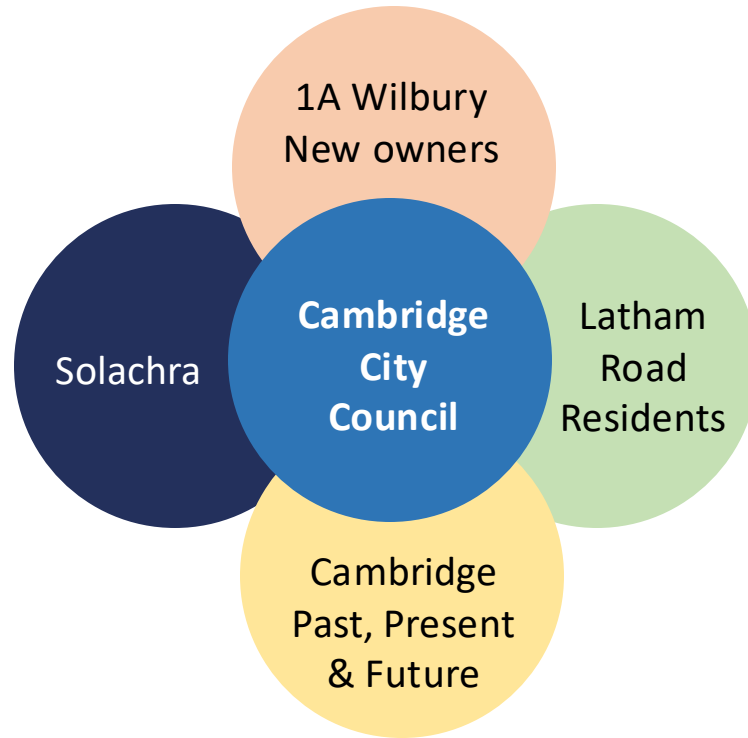 1A Wilbury
New owners
Solachra
Cambridge
City
Council
Latham
Road
Residents
Cambridge
Past, Present
& Future